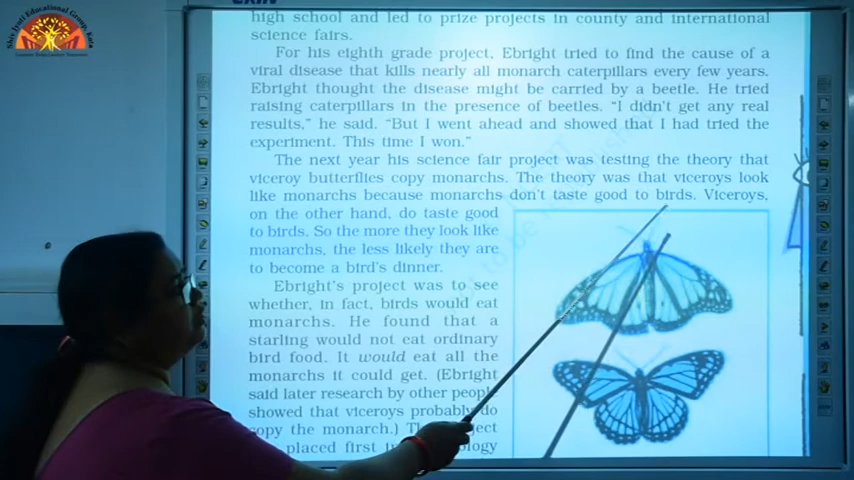 Shiv Jyoti Educational Group, Kota
high school and led to prize projects in county and international
science fairs.
For his eighth grade project, Ebright tried to find the cause of a
viral disease that kills nearly all monarch caterpillars every few years.
Ebright thought the disease might be carried by a beetle. He tried
raising caterpillars in the presence of beetles. “I didn't get any real
results,” he said. “But I went ahead and showed that I had tried the
experiment. This time I won.”
The next year his science fair project was testing the theory that
viceroy butterflies copy monarchs. The theory was that viceroys look
like monarchs because monarchs don't taste good to birds. Viceroys,
on the other hand, do taste good
to birds. So the more they look like
monarchs, the less likely they are
to become a bird's dinner.
Ebright's project was to see
whether, in fact, birds would eat
monarchs. He found that a
starling would not eat ordinary
bird food. It would eat all the
monarchs it could get. (Ebright
said later research by other people
showed that viceroys probably do
copy the monarch.)
placed first